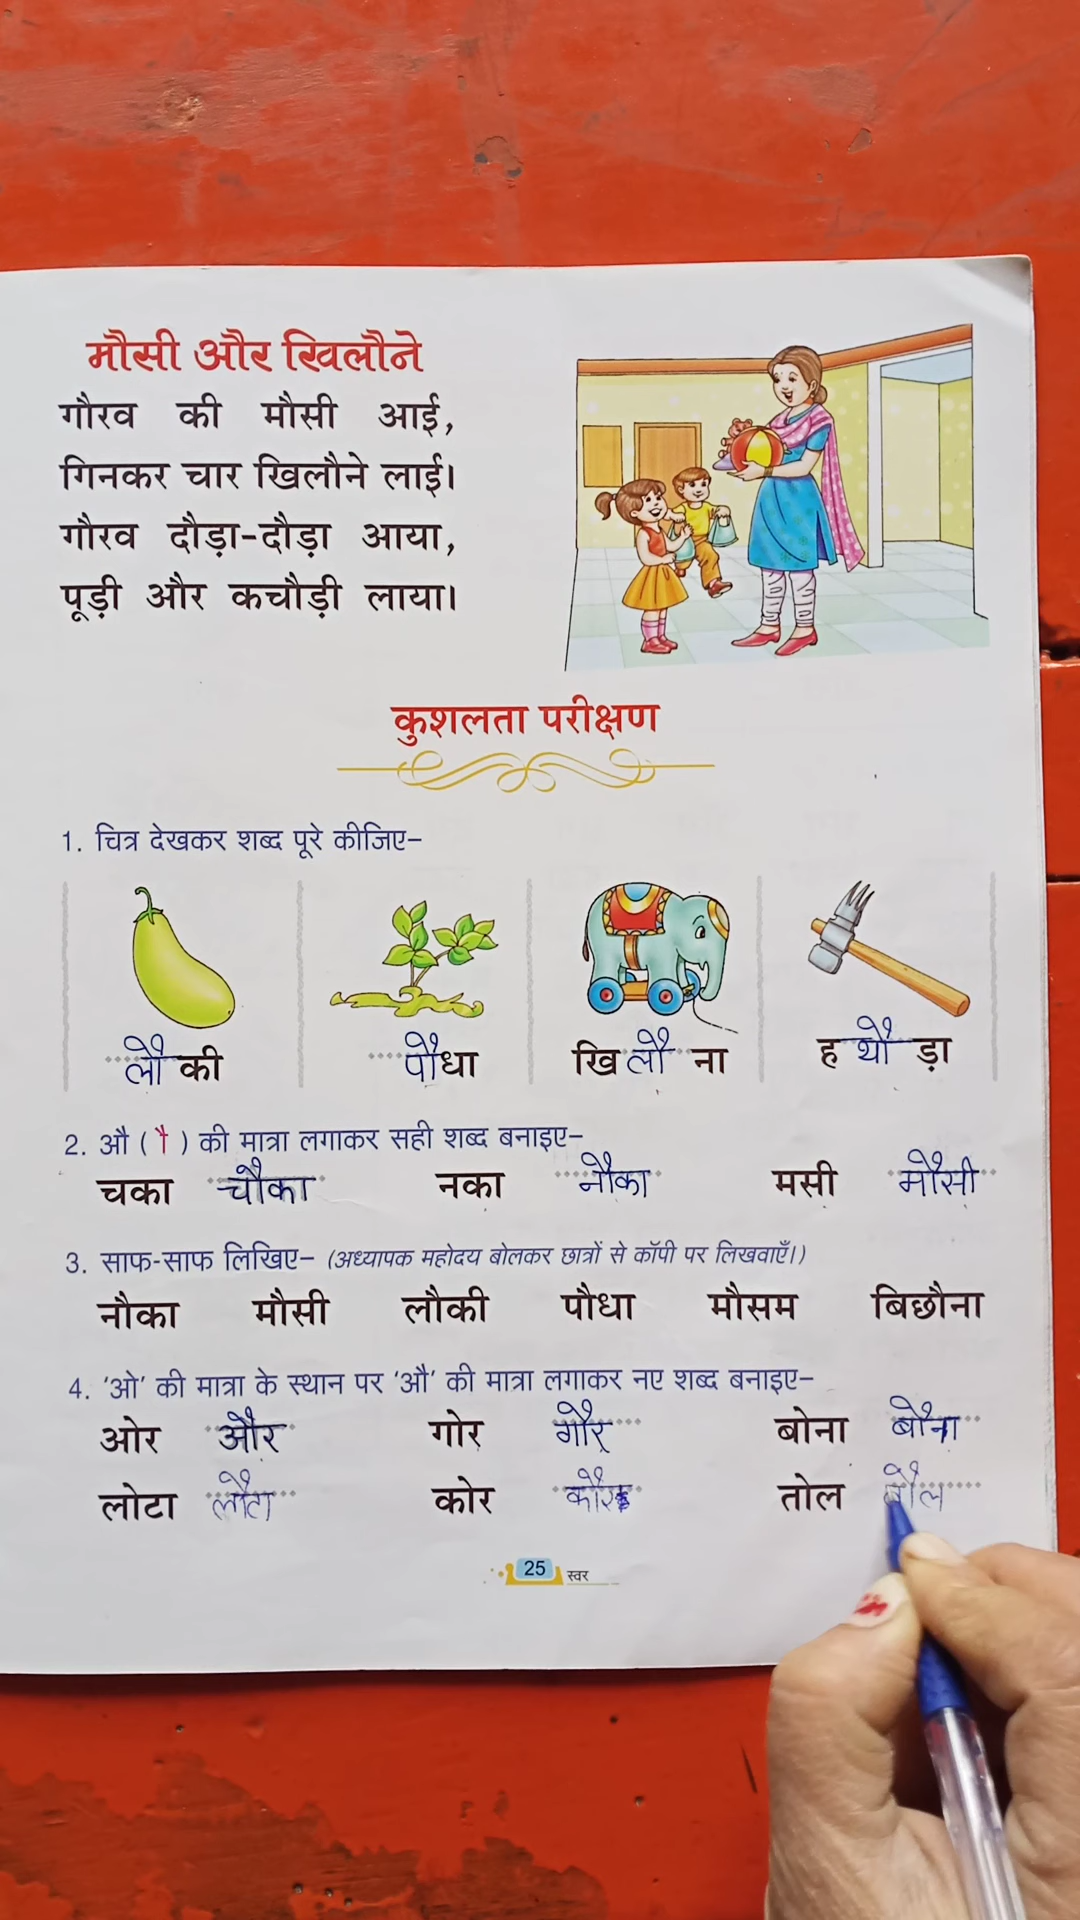 मौसी और खिलौने
गौरव की मौसी आई,
गिनकर चार खिलौने लाई।
गौरव दौड़ा-दौड़ा आया,
पूड़ी और कचौड़ी लाया।
कुशलता परीक्षण
1. चित्र देखकर शब्द पूरे कीजिए–
लौकी पौधा खिलौना हथौड़ा
2. औ ( ौ ) की मात्रा लगाकर सही शब्द बनाइए–
चका चौका नका नौका मसी मौसी
3. साफ-साफ लिखिए– (अध्यापक महोदय बोलकर छात्रों से कॉपी पर लिखवाएँ।)
नौका मौसी लौकी पौधा मौसम बिछौना
4. 'ओ' की मात्रा के स्थान पर 'औ' की मात्रा लगाकर नए शब्द बनाइए–
ओर और गोर गौर बोना बौना
लोटा लौटा कोर कौर तोल
25 स्वर